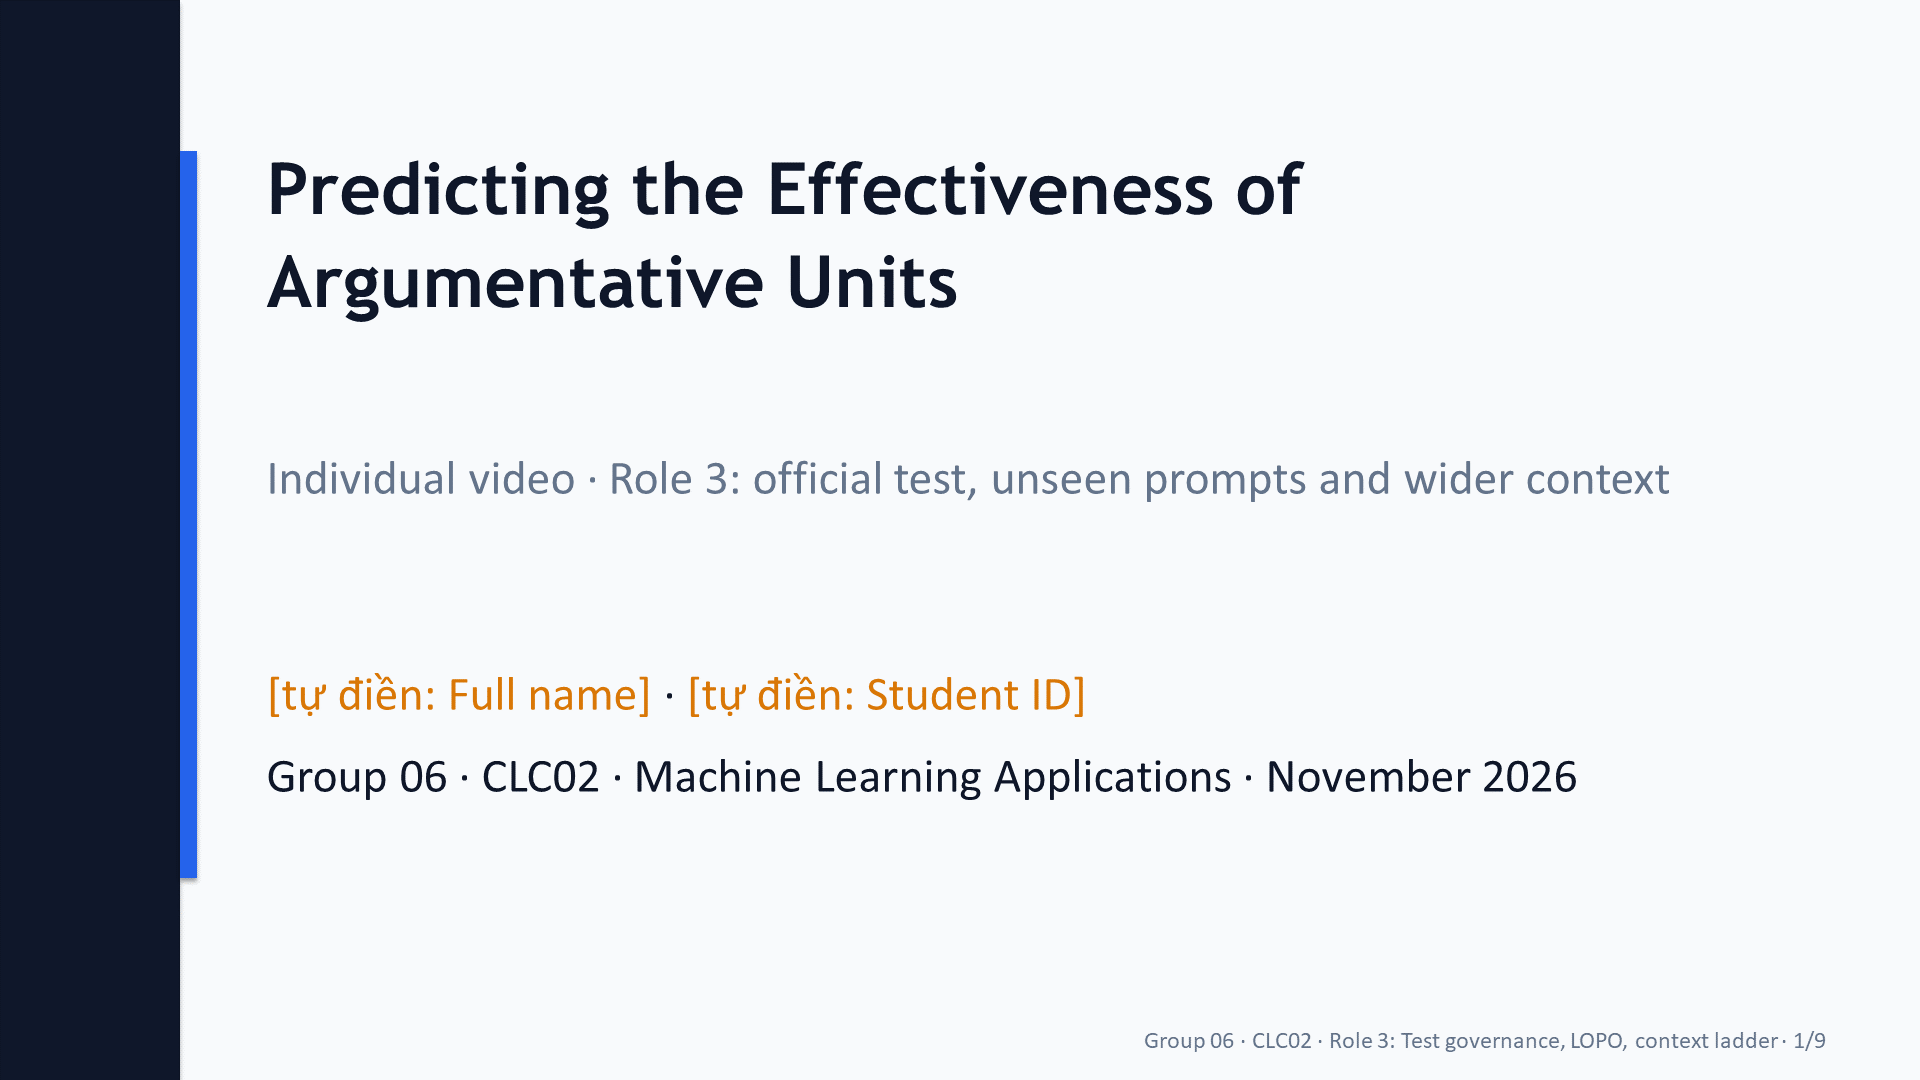 Predicting the Effectiveness of
Argumentative Units
Individual video · Role 3: official test, unseen prompts and wider context
[tự điền: Full name] · [tự điền: Student ID]
Group 06 · CLC02 · Machine Learning Applications · November 2026
Group 06 · CLC02 · Role 3: Test governance, LOPO, context ladder · 1/9